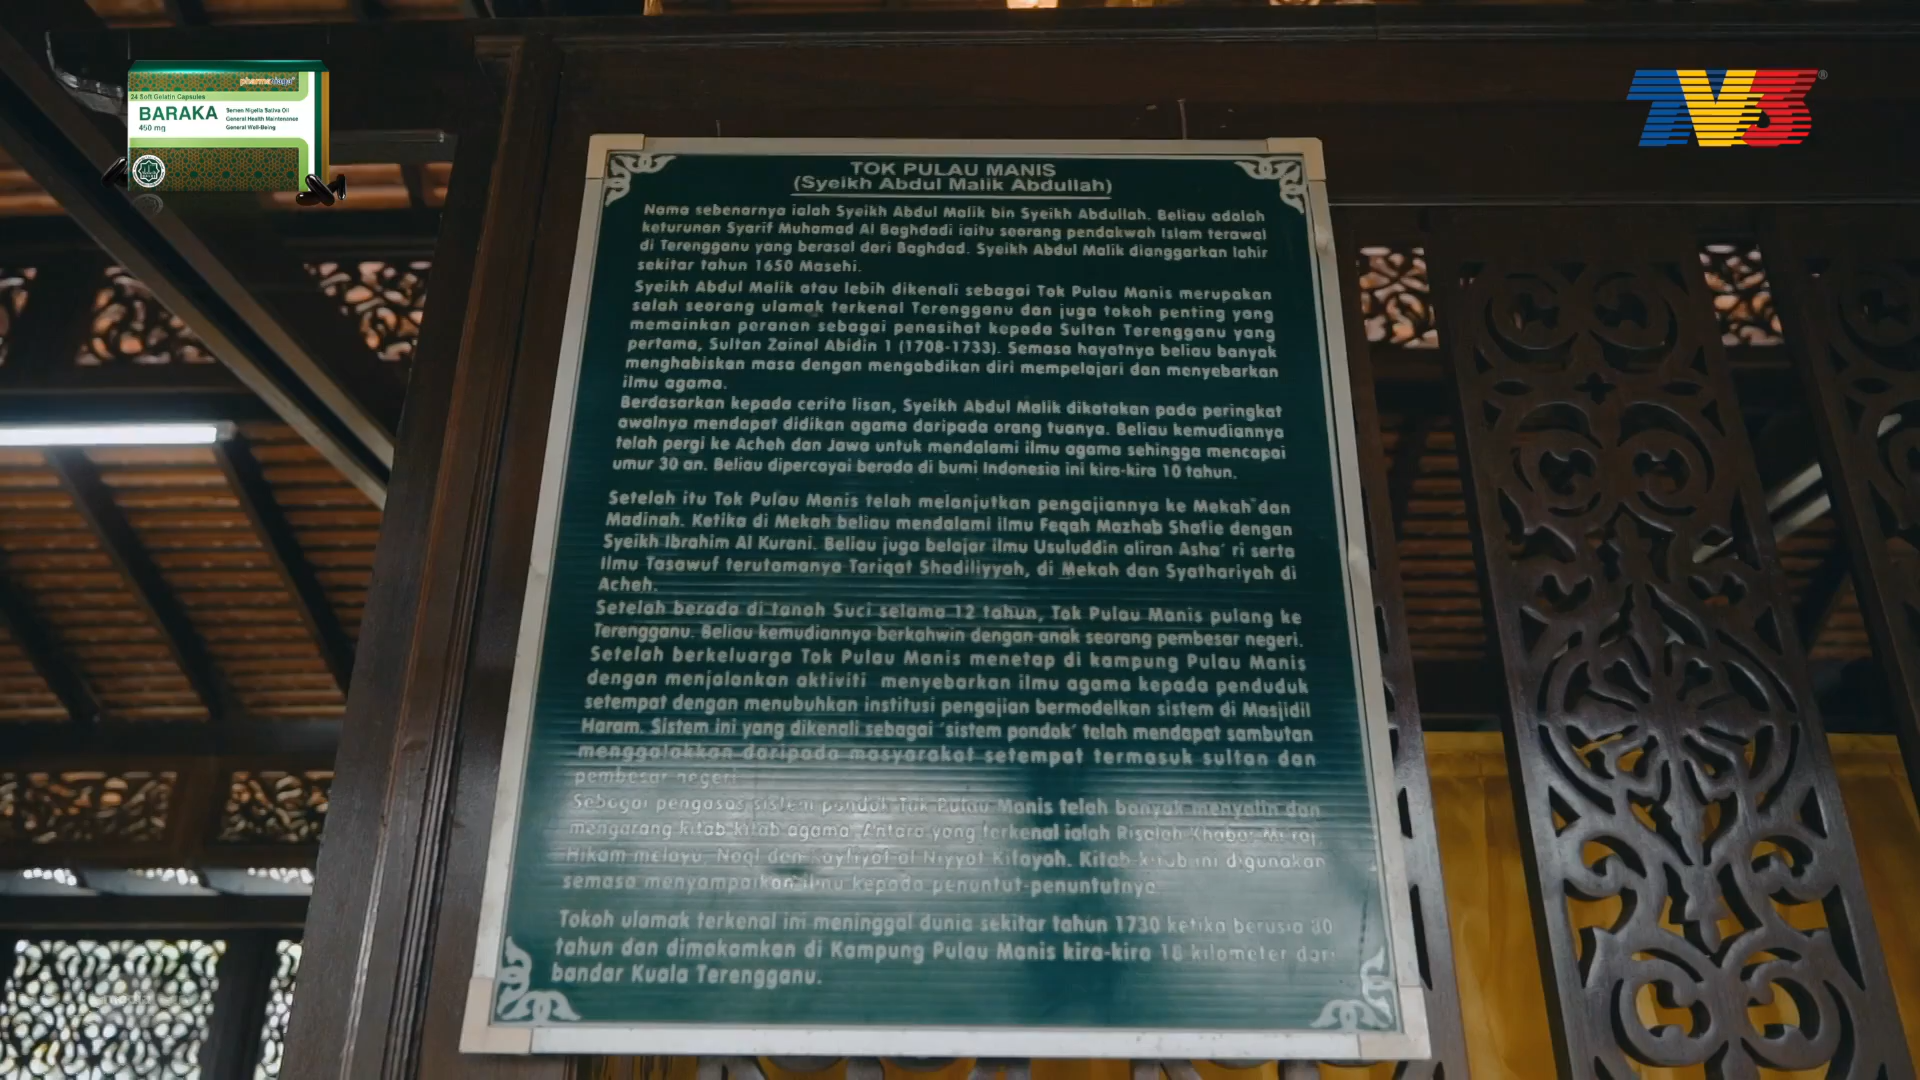 pharmaniaga
24 Soft Gelatin Capsules
BARAKA
450 mg
Semen Nigella Sativa Oil
General Health Maintenance
General Well-Being
TV3
TOK PULAU MANIS
(Syeikh Abdul Malik Abdullah)
Nama sebenarnya ialah Syeikh Abdul Malik bin Syeikh Abdullah. Beliau adalah
keturunan Syarif Muhamad Al Baghdadi iaitu seorang pendakwah Islam terawal
di Terengganu yang berasal dari Baghdad. Syeikh Abdul Malik dianggarkan lahir
sekitar tahun 1650 Masehi.
Syeikh Abdul Malik atau lebih dikenali sebagai Tok Pulau Manis merupakan
salah seorang ulamak terkenal Terengganu dan juga tokoh penting yang
memainkan peranan sebagai penasihat kepada Sultan Terengganu yang
pertama, Sultan Zainal Abidin 1 (1708-1733). Semasa hayatnya beliau banyak
menghabiskan masa dengan mengabdikan diri mempelajari dan menyebarkan
ilmu agama.
Berdasarkan kepada cerita lisan, Syeikh Abdul Malik dikatakan pada peringkat
awalnya mendapat didikan agama daripada orang tuanya. Beliau kemudiannya
telah pergi ke Acheh dan Jawa untuk mendalami ilmu agama sehingga mencapai
umur 30 an. Beliau dipercayai berada di bumi Indonesia ini kira-kira 10 tahun.
Setelah itu Tok Pulau Manis telah melanjutkan pengajiannya ke Mekah dan
Madinah. Ketika di Mekah beliau mendalami ilmu Feqah Mazhab Shafie dengan
Syeikh Ibrahim Al Kurani. Beliau juga belajar ilmu Usuluddin aliran Asha' ri serta
Ilmu Tasawuf terutamanya Tariqat Shadiliyyah, di Mekah dan Syathariyah di
Acheh.
Setelah berada di tanah Suci selama 12 tahun, Tok Pulau Manis pulang ke
Terengganu. Beliau kemudiannya berkahwin dengan anak seorang pembesar negeri.
Setelah berkeluarga Tok Pulau Manis menetap di kampung Pulau Manis
dengan menjalankan aktiviti menyebarkan ilmu agama kepada penduduk
setempat dengan menubuhkan institusi pengajian bermodelkan sistem di Masjidil
Haram. Sistem ini yang dikenali sebagai 'sistem pondok' telah mendapat sambutan
menggalakkan daripada masyarakat setempat termasuk sultan dan
pembesar negeri
Sebagai pengasas sistem pondok Tok Pulau Manis telah banyak menyalin dan
mengarang kitab kitab agama. Antara yang terkenal ialah Risalah Khabar Mi raj,
Hikam melayu, Naql dan Kayfiyat al Niyyat Kifayah. Kitab-kitab ini digunakan
semasa menyampaikan ilmu kepada penuntut-penuntutnya
Tokoh ulamak terkenal ini meninggal dunia sekitar tahun 1730 ketika berusia 80
tahun dan dimakamkan di Kampung Pulau Manis kira-kira 18 kilometer dari
bandar Kuala Terengganu.